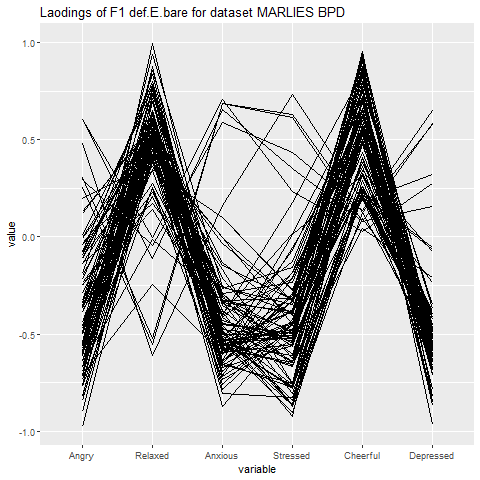 Laodings of F1 def.E.bare for dataset MARLIES BPD
1.0
0.5
0.0
-0.5
-1.0
value
Angry Relaxed Anxious Stressed Cheerful Depressed
variable